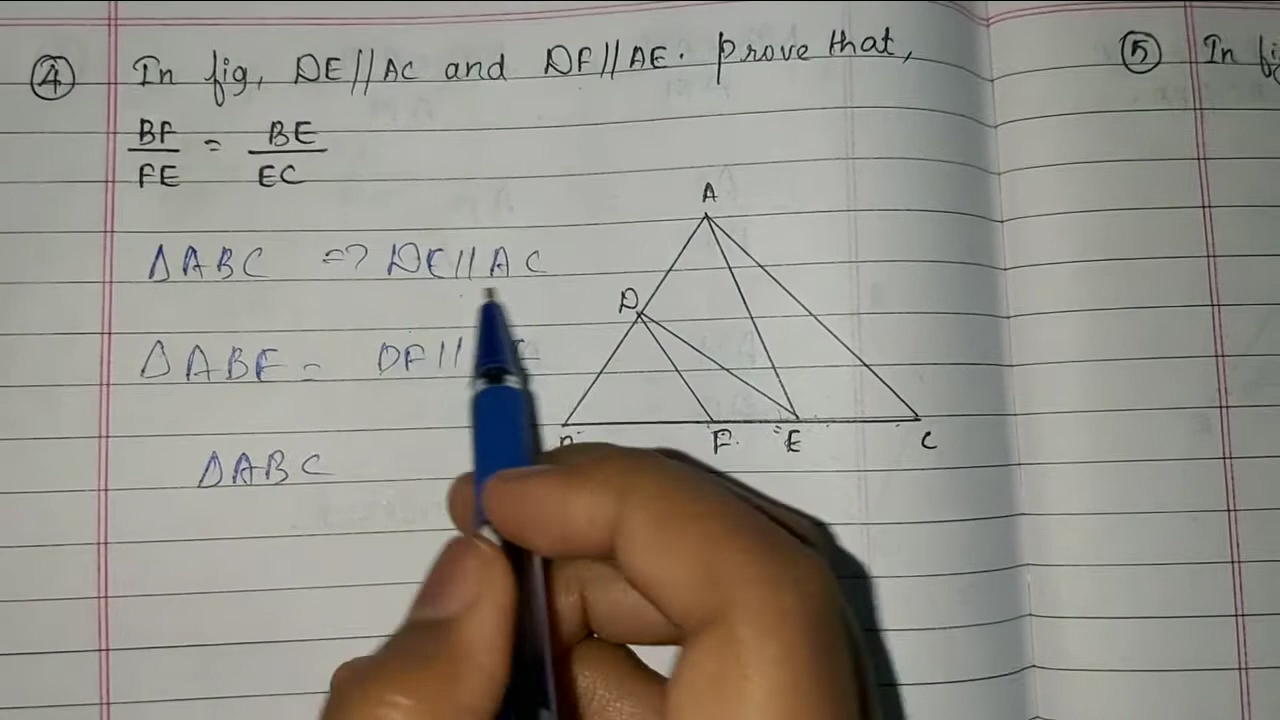 ④ In fig, DE//AC and DF//AE. prove that,
⑤ In fig
BF/FE = BE/EC
ΔABC => DE//AC
ΔABE = DF//
ΔABC
A
D
F. E C